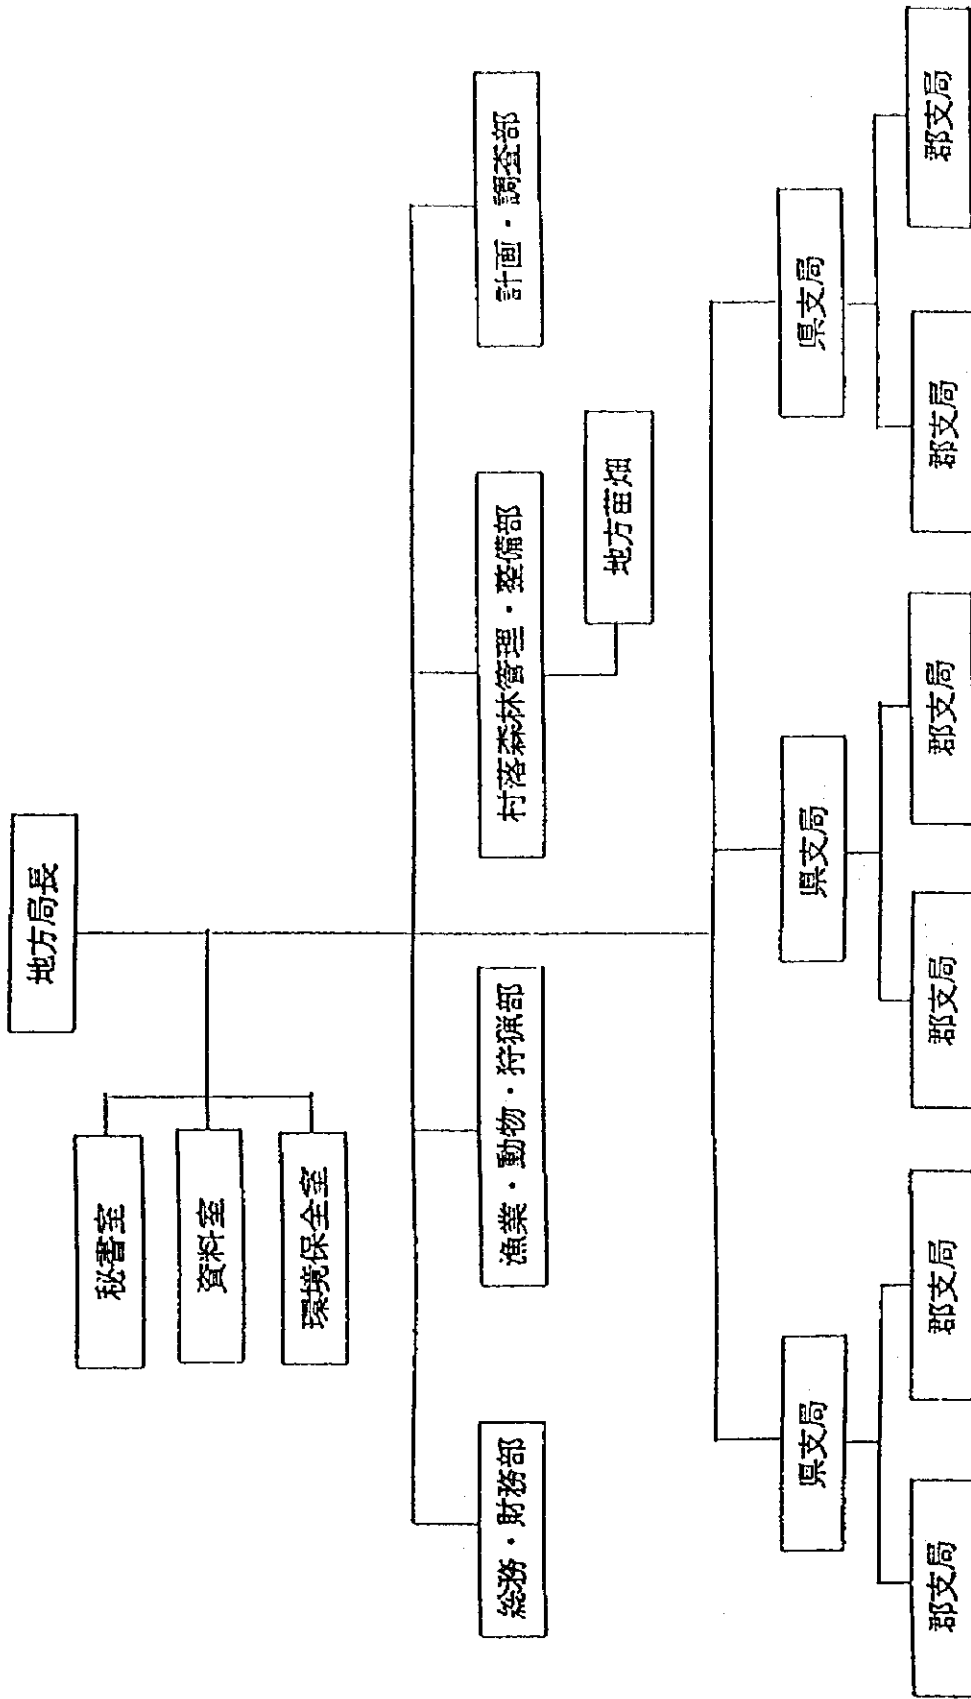 地方局長
秘書室
資料室
環境保全室
総務・財務部
漁業・動物・狩猟部
村落森林管理・整備部
計画・調査部
地方苗畑
県支局
県支局
県支局
郡支局
郡支局
郡支局
郡支局
郡支局
郡支局